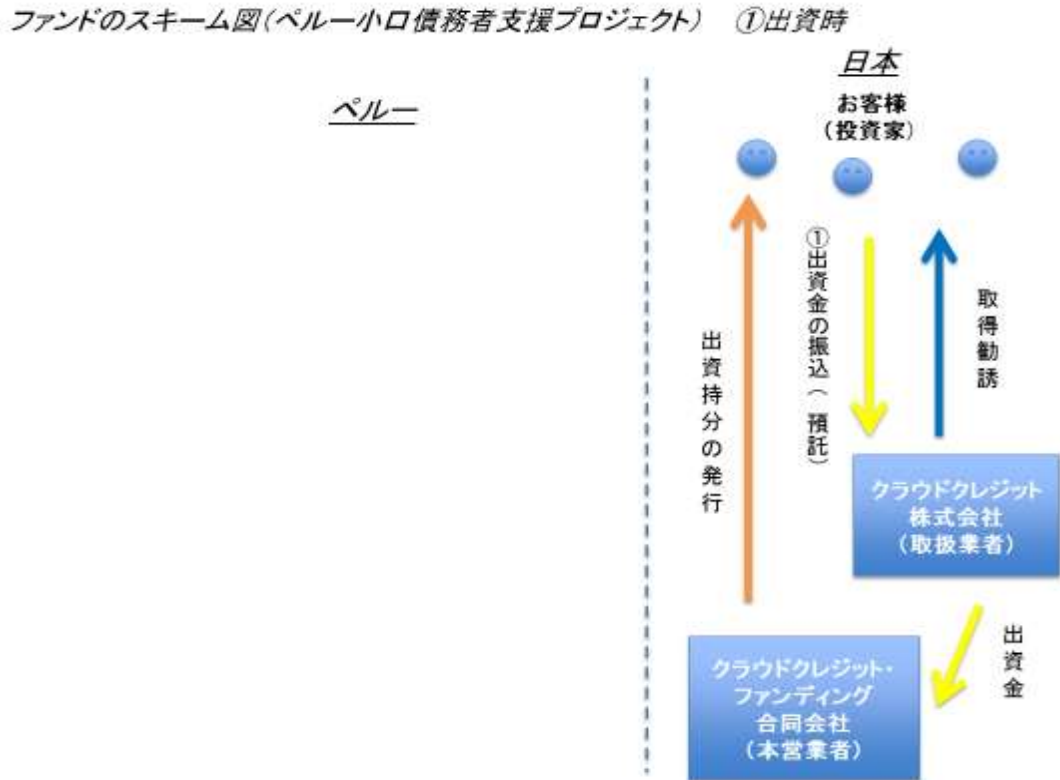 ファンドのスキーム図(ペルー小口債務者支援プロジェクト) ①出資時
ペルー
日本
お客様
(投資家)
出資持分の発行
①出資金の振込(預託)
取得勧誘
クラウドクレジット
株式会社
(取扱業者)
出資金
クラウドクレジット・
ファンディング
合同会社
(本営業者)